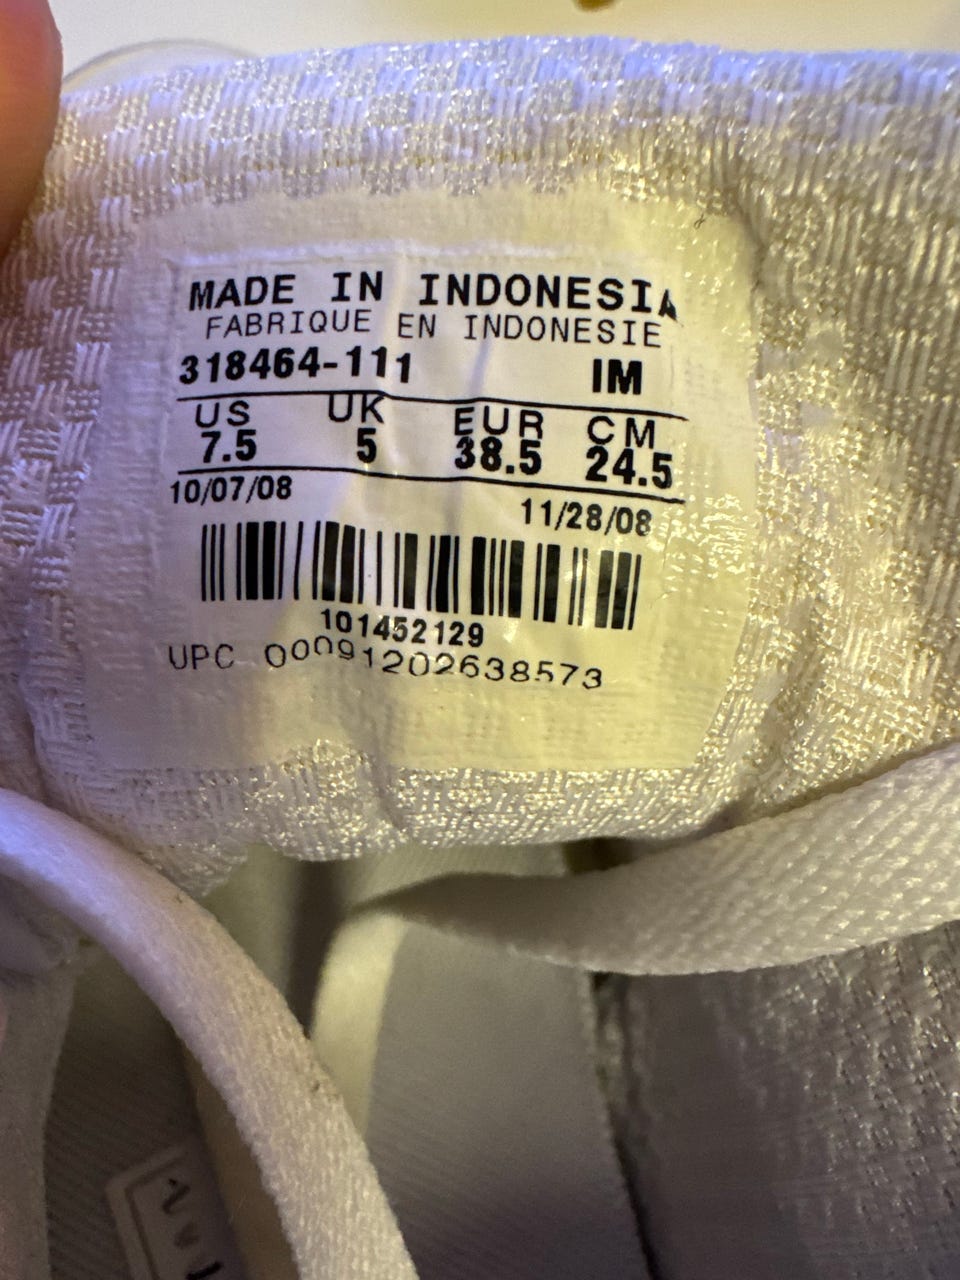 MADE IN INDONESIA
FABRIQUE EN INDONESIE
318464-111 IM
US UK EUR CM
7.5 5 38.5 24.5
10/07/08 11/28/08
101452129
UPC 00091202638573